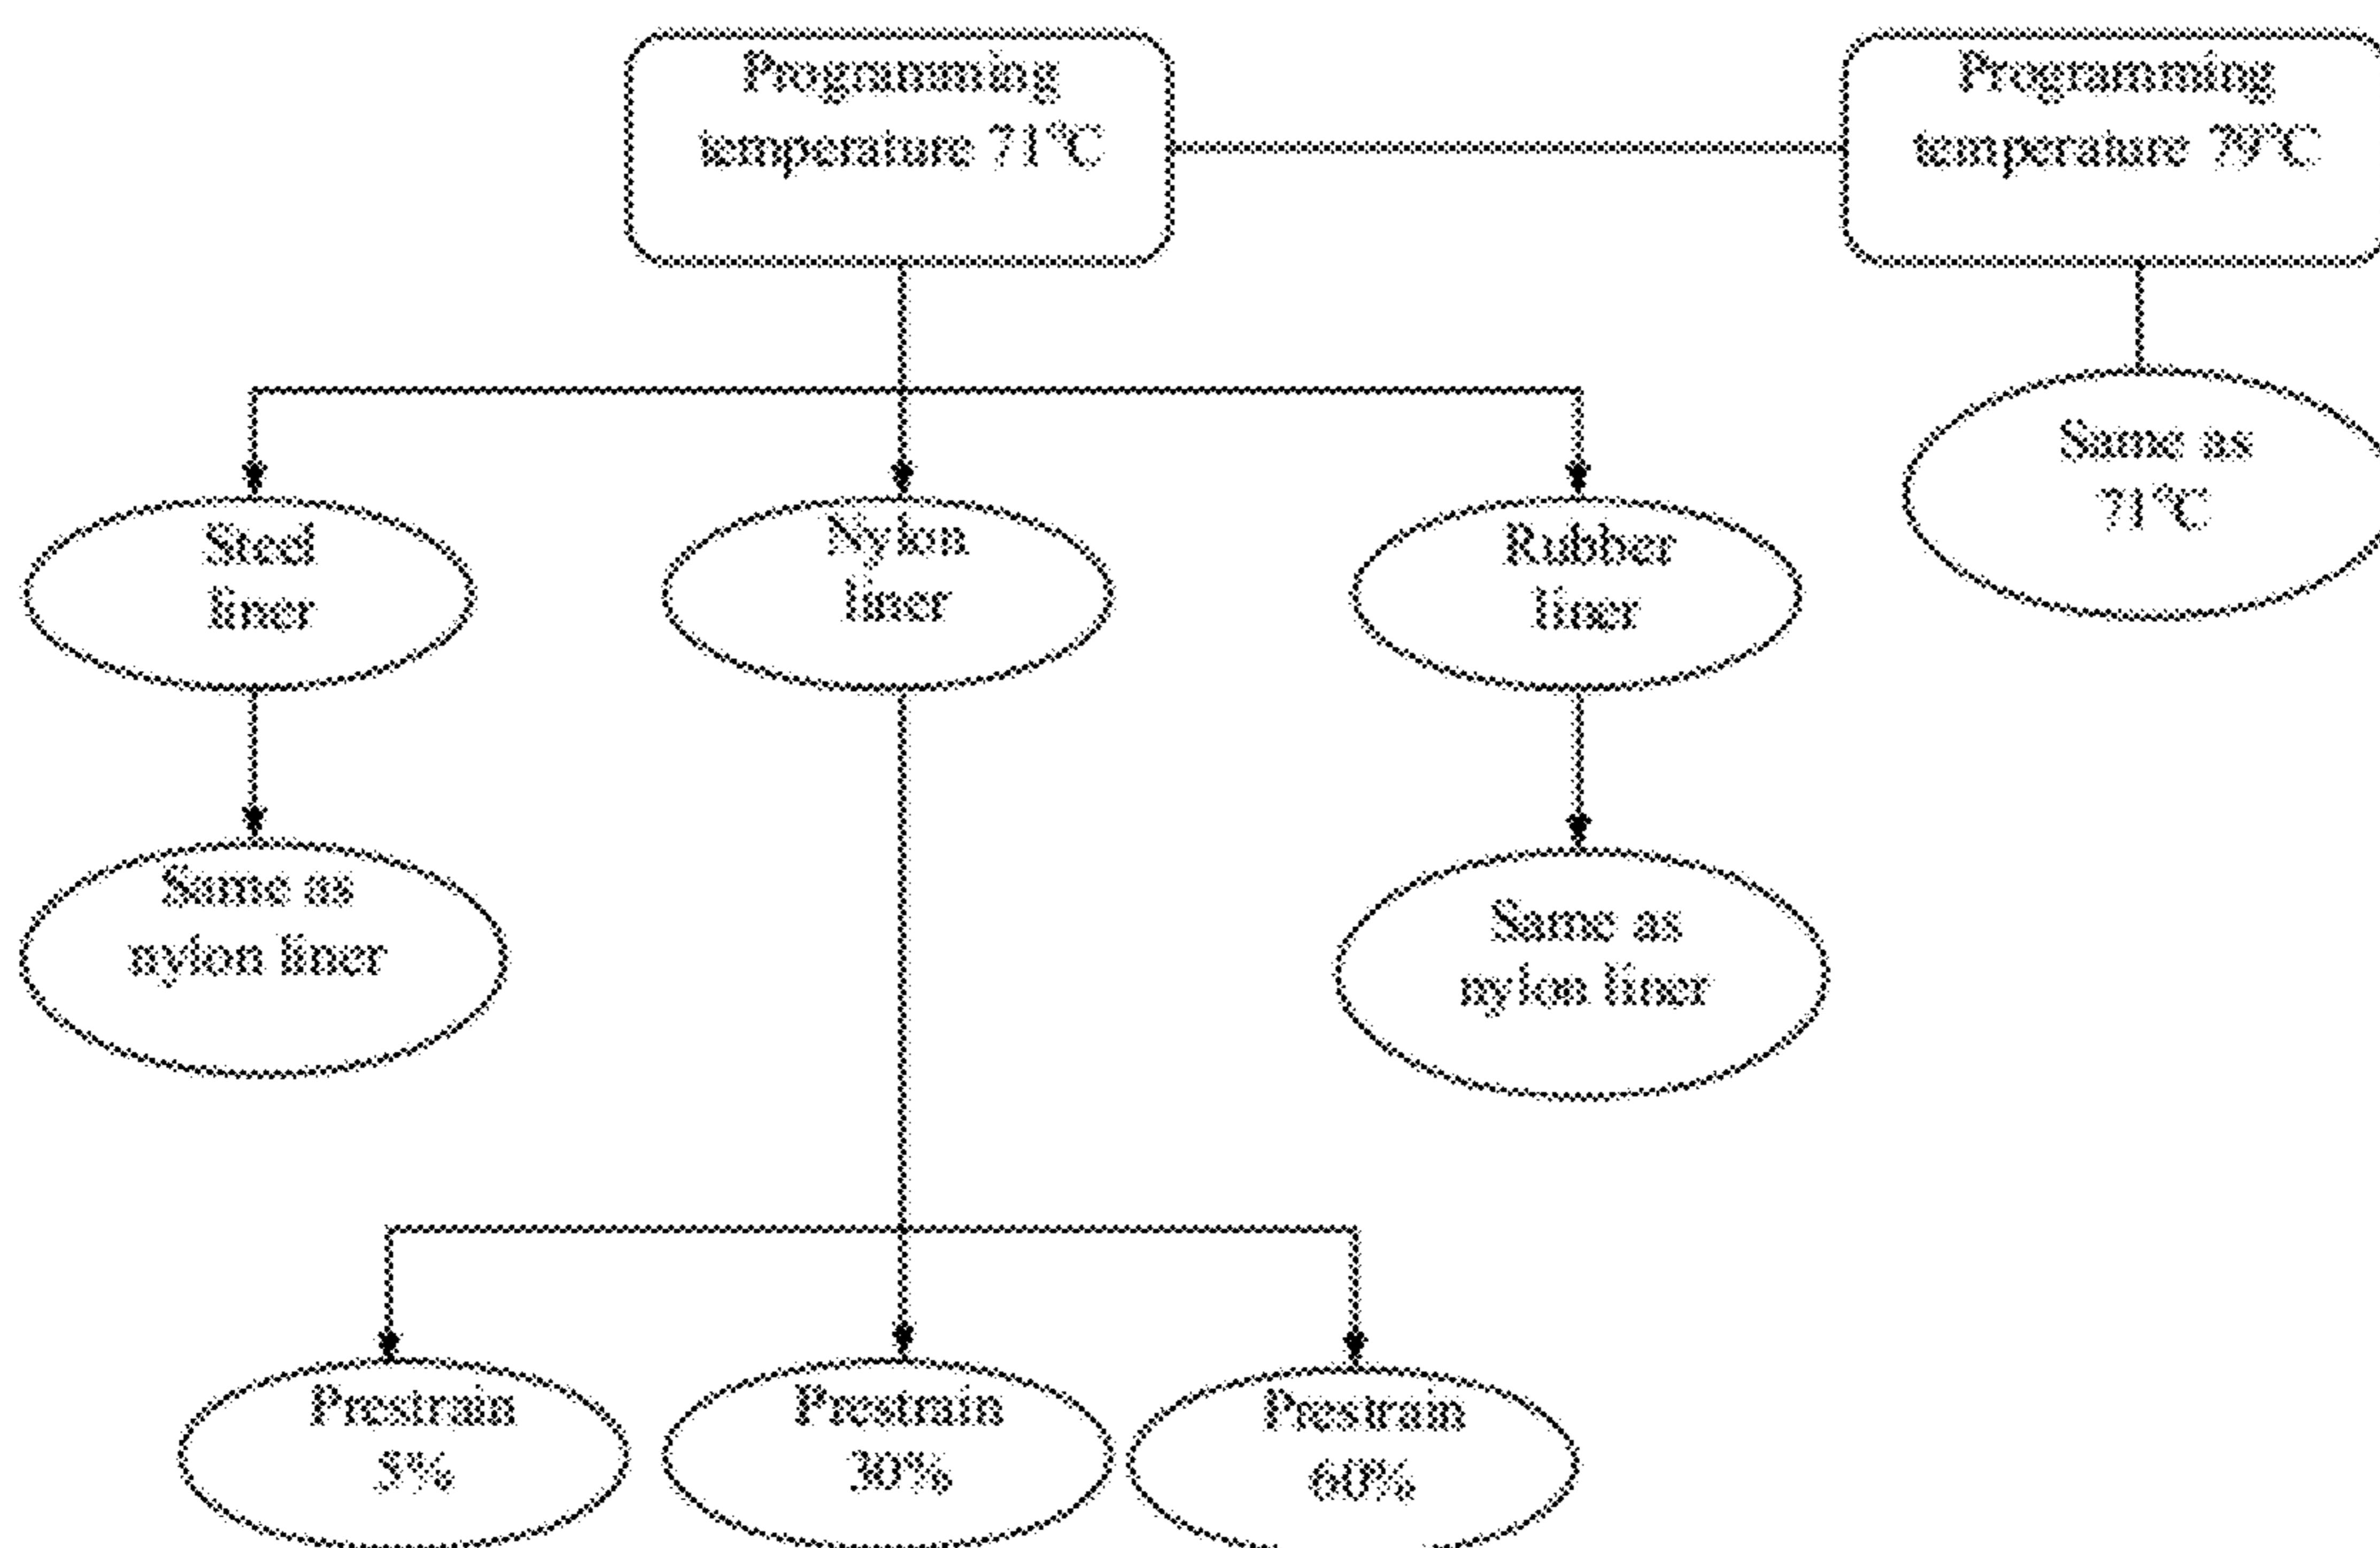 Programming
temperature 71°C
Programming
temperature 79°C
Steel
liner
Nylon
liner
Rubber
liner
Same as
71°C
Same as
nylon liner
Same as
nylon liner
Prestrain
5%
Prestrain
30%
Prestrain
60%